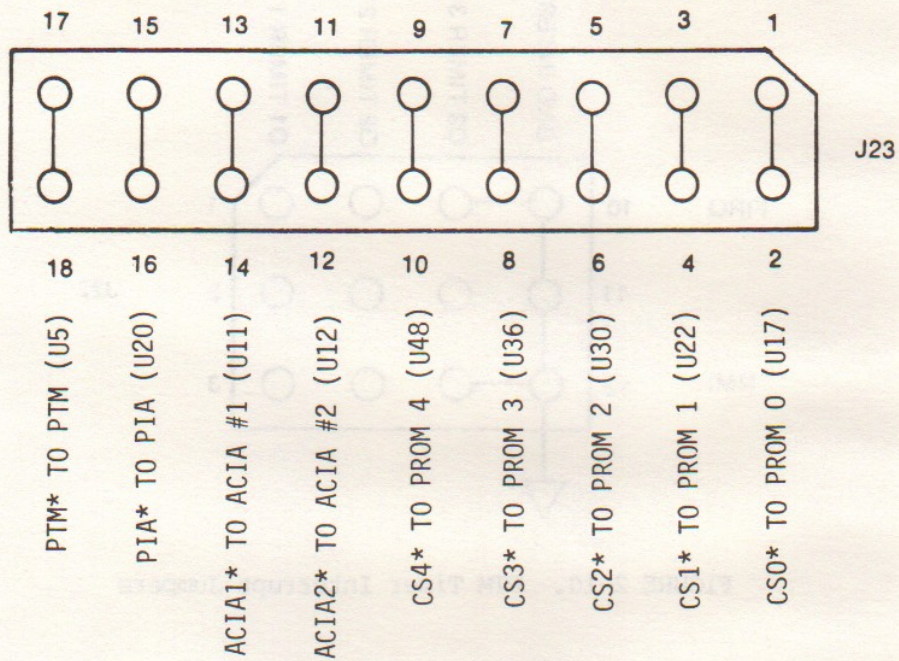 17 15 13 11 9 7 5 3 1
J23
18 16 14 12 10 8 6 4 2
PTM* TO PTM (U5)
PIA* TO PIA (U20)
ACIA1* TO ACIA #1 (U11)
ACIA2* TO ACIA #2 (U12)
CS4* TO PROM 4 (U48)
CS3* TO PROM 3 (U36)
CS2* TO PROM 2 (U30)
CS1* TO PROM 1 (U22)
CS0* TO PROM 0 (U17)